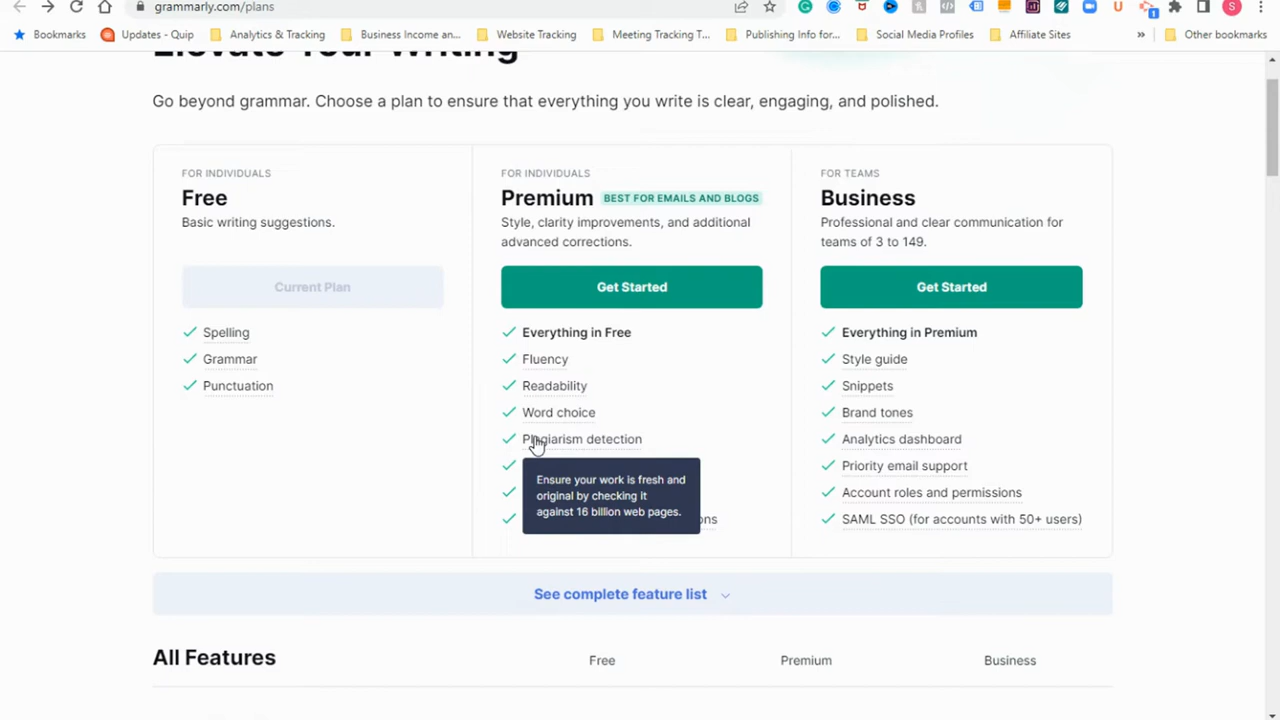 grammarly.com/plans
1
S
Bookmarks
Updates - Quip
Analytics & Tracking
Business Income an...
Website Tracking
Meeting Tracking T...
Publishing Info for...
Social Media Profiles
Affiliate Sites
»
Other bookmarks
Elevate Your Writing
Go beyond grammar. Choose a plan to ensure that everything you write is clear, engaging, and polished.
FOR INDIVIDUALS
Free
Basic writing suggestions.
Current Plan
Spelling
Grammar
Punctuation
FOR INDIVIDUALS
Premium BEST FOR EMAILS AND BLOGS
Style, clarity improvements, and additional
advanced corrections.
Get Started
Everything in Free
Fluency
Readability
Word choice
Plagiarism detection
Ensure your work is fresh and
original by checking it
against 16 billion web pages.
ons
FOR TEAMS
Business
Professional and clear communication for
teams of 3 to 149.
Get Started
Everything in Premium
Style guide
Snippets
Brand tones
Analytics dashboard
Priority email support
Account roles and permissions
SAML SSO (for accounts with 50+ users)
See complete feature list
All Features
Free
Premium
Business